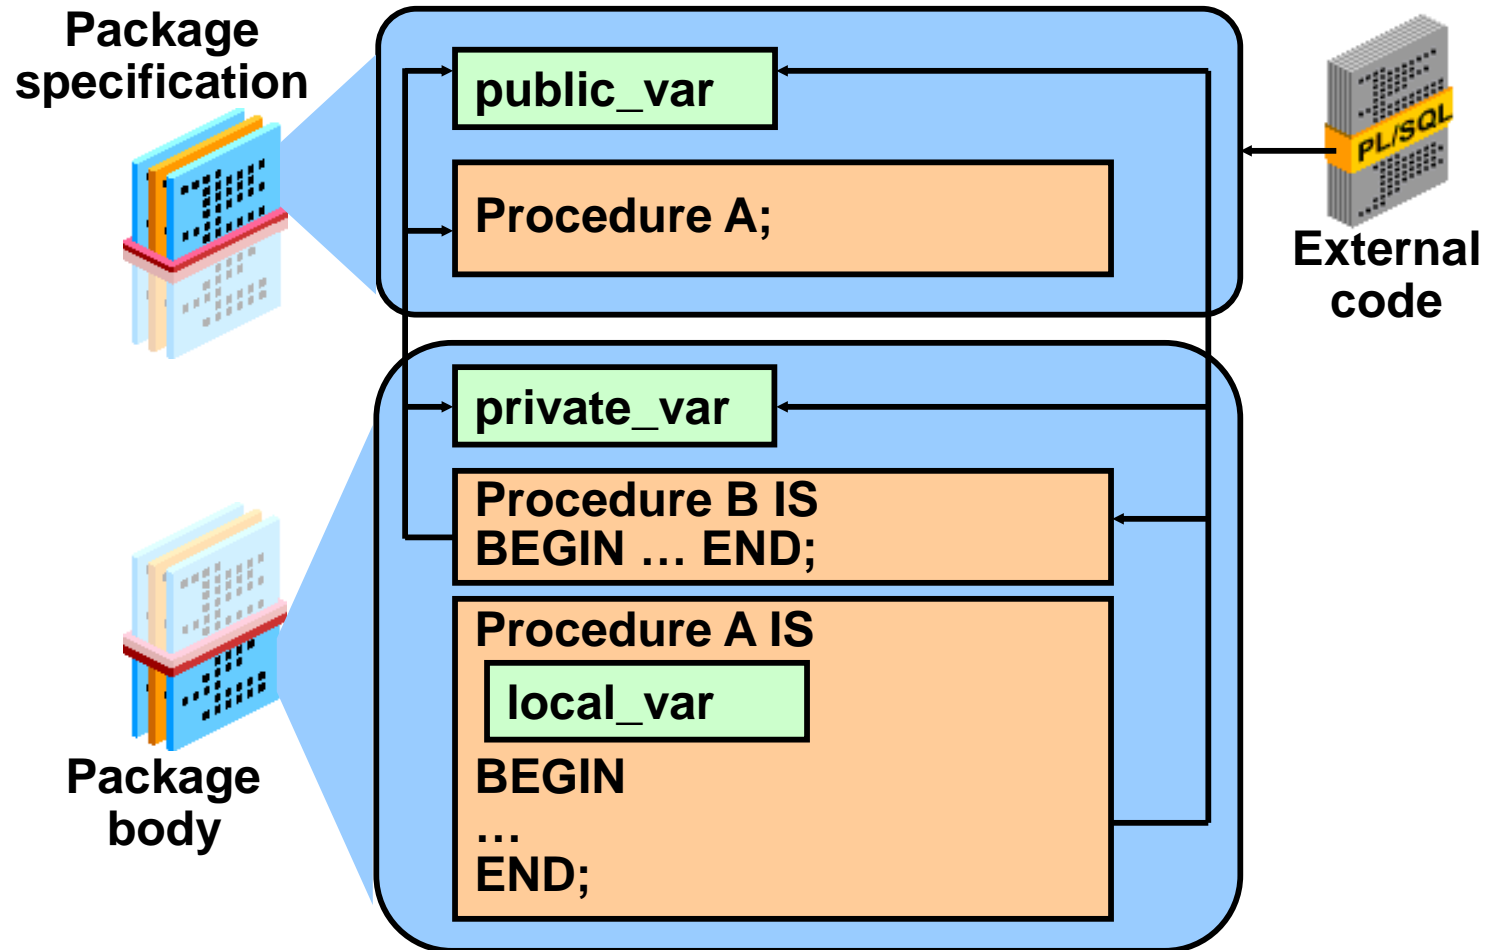 Package
specification
public_var
Procedure A;
PL/SQL
External
code
private_var
Procedure B IS
BEGIN … END;
Procedure A IS
local_var
BEGIN
…
END;
Package
body